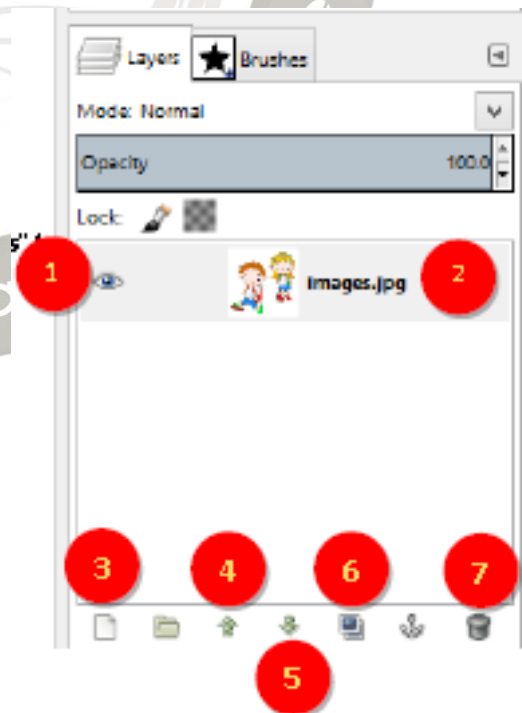 Layers Brushes
Mode: Normal
Opacity 100.0
Lock:
s"
1
images.jpg 2
3 4 6 7
5